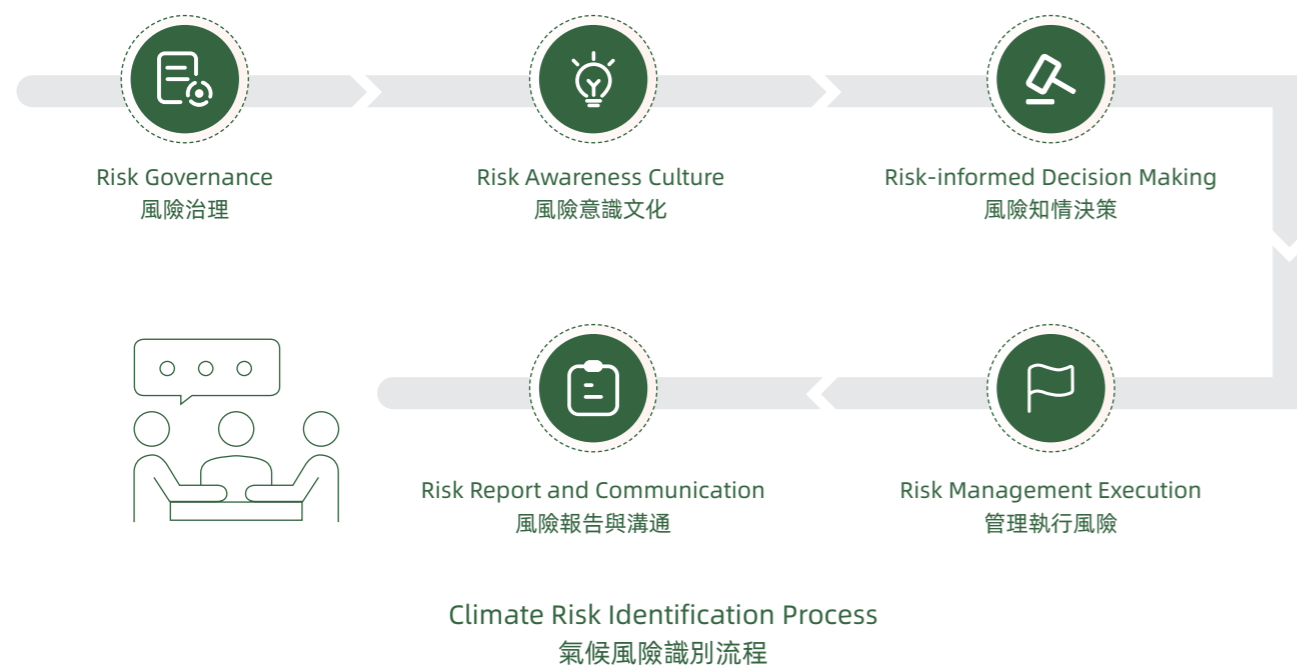 Risk Governance
風險治理
Risk Awareness Culture
風險意識文化
Risk-informed Decision Making
風險知情決策
Risk Report and Communication
風險報告與溝通
Risk Management Execution
管理執行風險
Climate Risk Identification Process
氣候風險識別流程